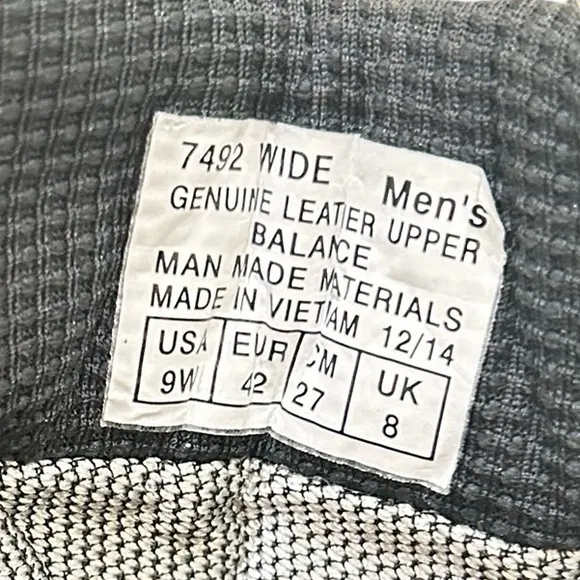 7492 WIDE Men's
GENUINE LEATHER UPPER
BALANCE
MAN MADE MATERIALS
MADE IN VIETNAM 12/14
USA EUR CM UK
9W 42 27 8